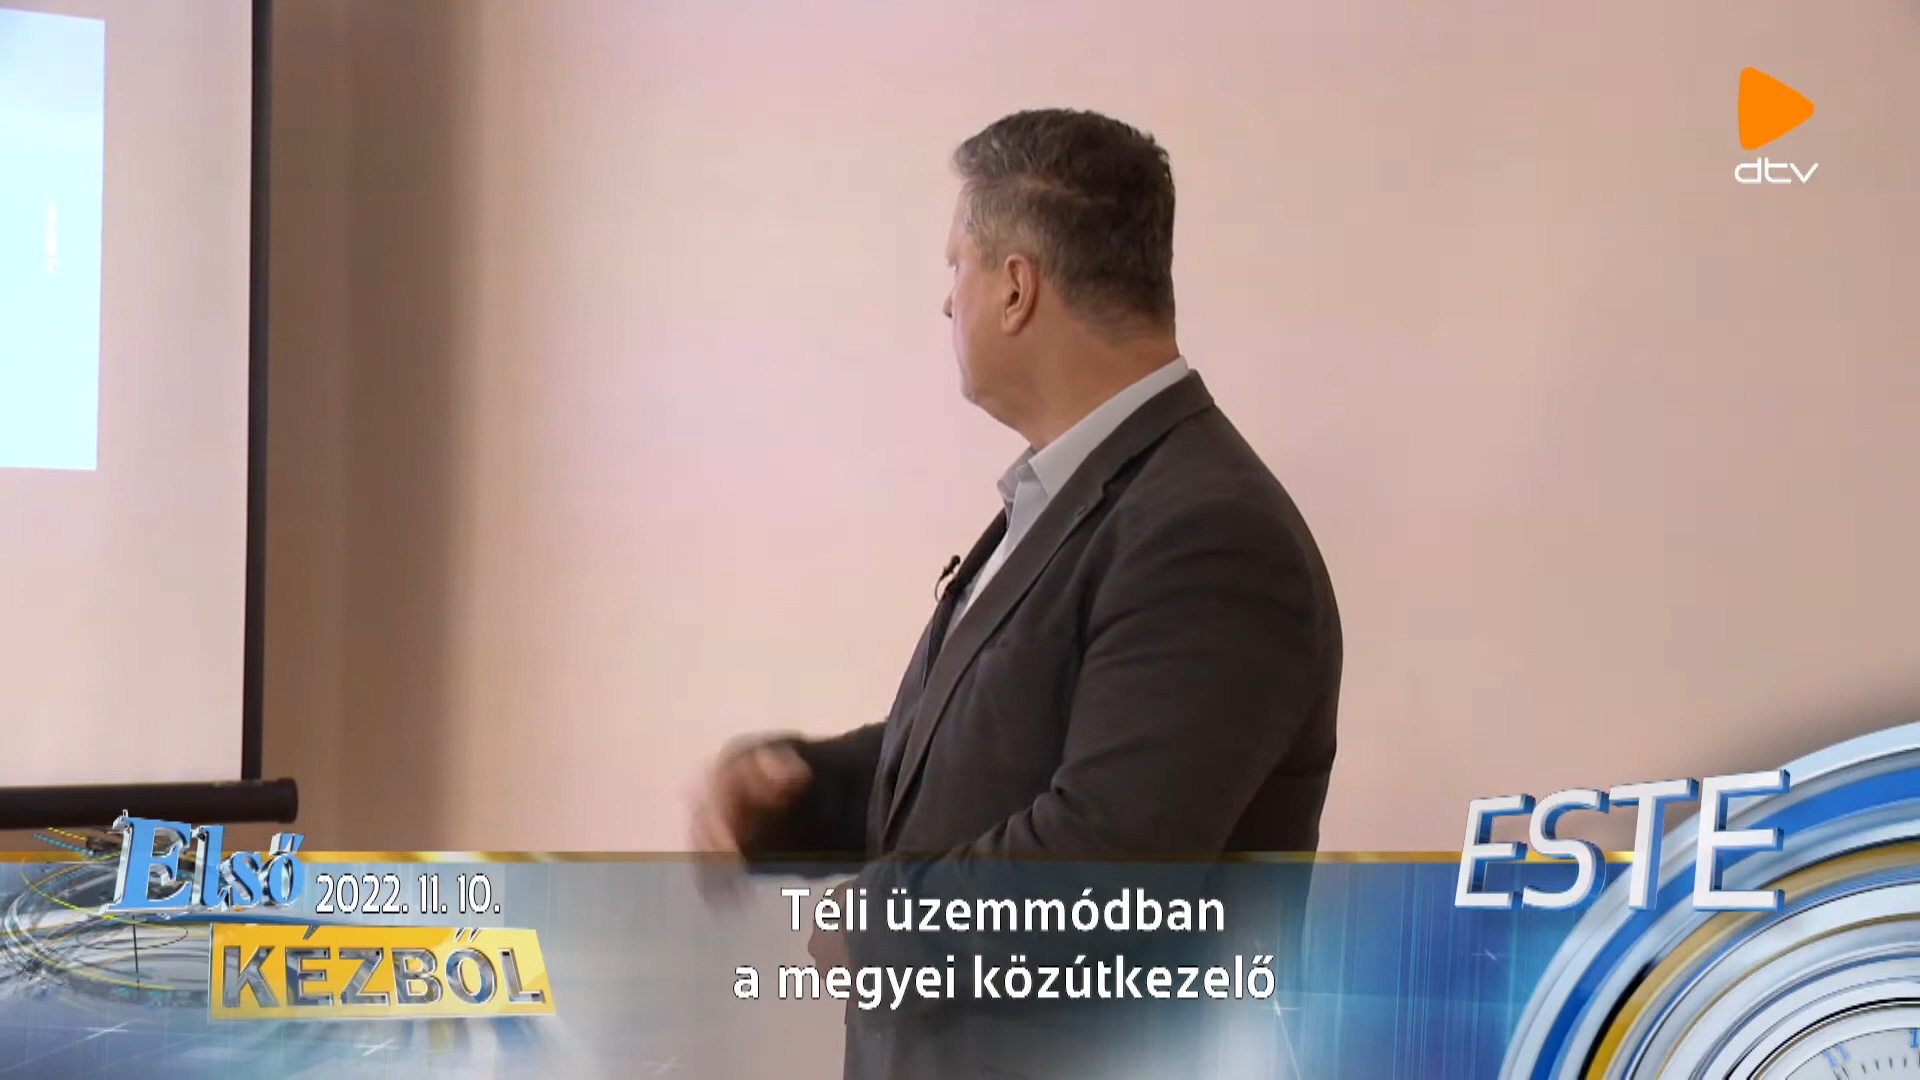 dtv
ESTE
Első
2022. 11. 10.
KÉZBŐL
Téli üzemmódban
a megyei közútkezelő